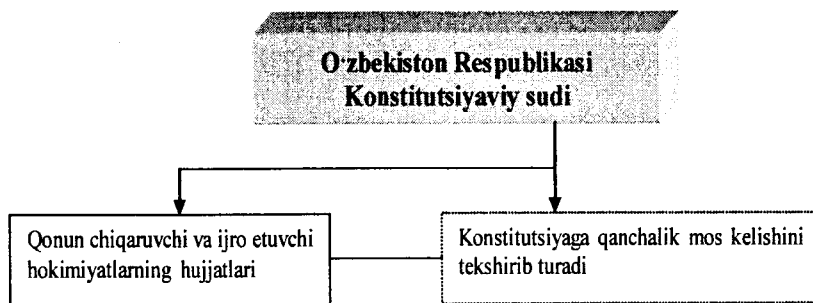 O‘zbekiston Respublikasi
Konstitutsiyaviy sudi
Qonun chiqaruvchi va ijro etuvchi
hokimiyatlarning hujjatlari
Konstitutsiyaga qanchalik mos kelishini
tekshirib turadi